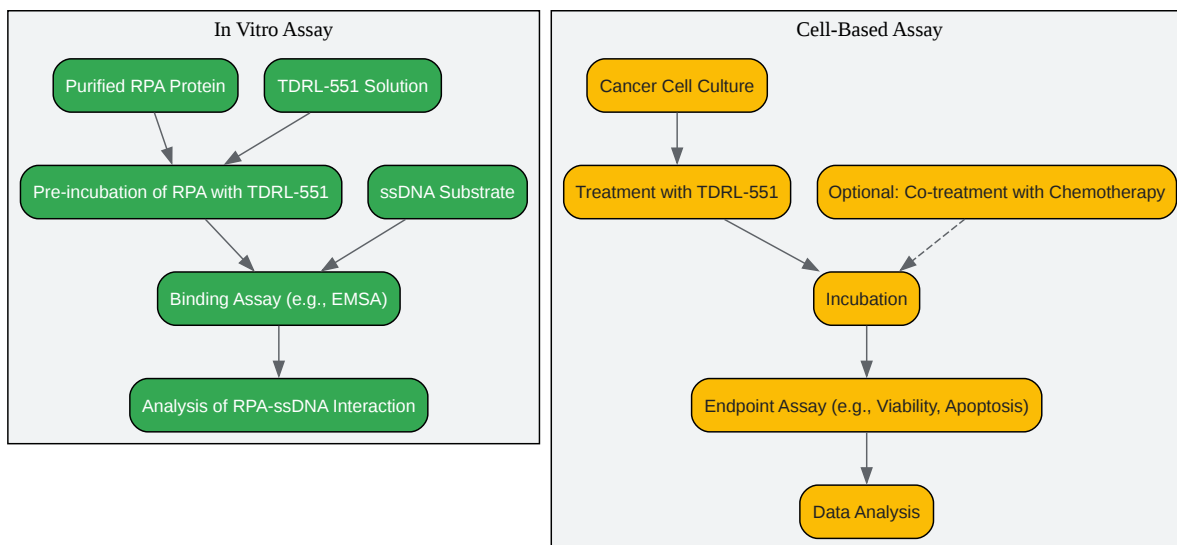 In Vitro Assay
Purified RPA Protein
TDRL-551 Solution
Pre-incubation of RPA with TDRL-551
ssDNA Substrate
Binding Assay (e.g., EMSA)
Analysis of RPA-ssDNA Interaction
Cell-Based Assay
Cancer Cell Culture
Treatment with TDRL-551
Optional: Co-treatment with Chemotherapy
Incubation
Endpoint Assay (e.g., Viability, Apoptosis)
Data Analysis